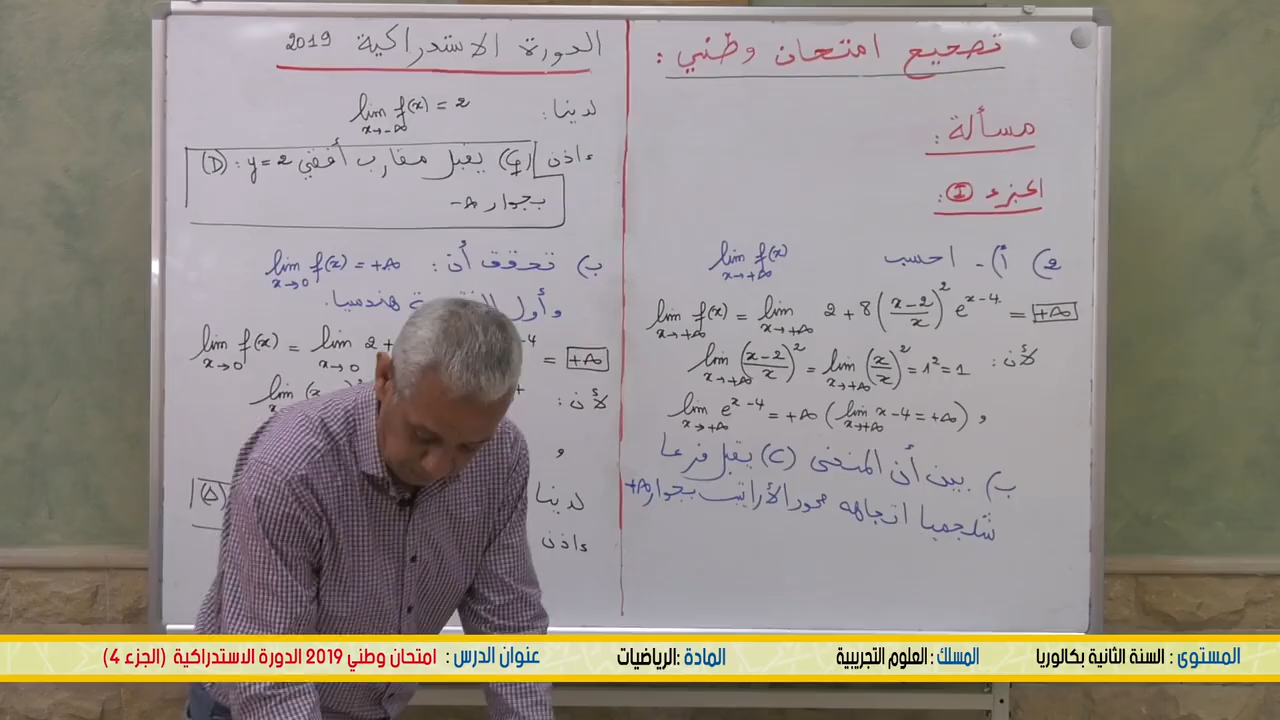 تصحيح امتحان وطني :
مسألة :
الجزء I :
2) أ) - احسب lim f(x) x→+∞
lim f(x) = lim 2 + 8 (x-2/x)² e^(x-4) = +∞
x→+∞ x→+∞
لأن : lim (x-2/x)² = lim (x/x)² = 1² = 1
x→+∞ x→+∞
و lim e^(x-4) = +∞ (lim x-4 = +∞)
x→+∞ x→+∞
ب) بين أن المنحنى (C) يقبل فرعا
شلجميا اتجاهه محور الأراتيب بجوار +∞
الدورة الاستدراكية 2019
لدينا : lim f(x) = 2
x→-∞
ءاذن (Cf) يقبل مقارب أفقي (D) : y = 2
بجوار -∞
ب) تحقق أن : lim f(x) = +∞
x→0
وأول هندسيا.
lim f(x) = lim 2+ -4 = +∞
x→0 x→0
لأن : lim
و
لدينا (Δ)
ءاذن
المستوى : السنة الثانية بكالوريا المسلك : العلوم التجريبية المادة : الرياضيات عنوان الدرس : امتحان وطني 2019 الدورة الاستدراكية (الجزء 4)